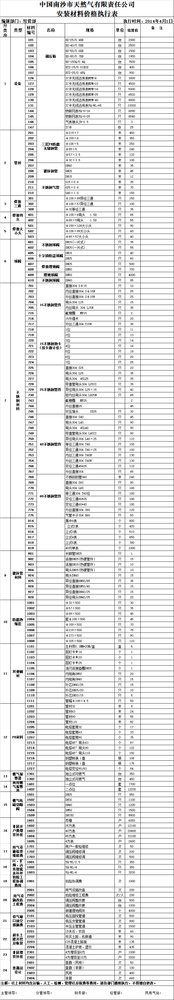 中国南沙市天然气有限责任公司
安装材料价格执行表
编制部门：经管部 执行时间：2014年4月1日
分类序 类型 材料编号 名称 规格 单位 结算价 备 注
1 设备 101 调压箱 RX-25/0.4RB 台 2000
102 RX-40/0.5RB 台 2500
103 RX-50/0.6RB 台 1500
104 RX-80/0.7RB 台 1900
105 RX-150Q/0.4Q 台 7500
106 RTZ-15/0.01RSD 台 400
107 RTZ-25/0.4FQ 台 900
126 IC卡无线远传表MPM-6 只 3000
127 IC卡无线远传表MPM-10 只 4500
128 IC卡无线远传表MPM-16 只 5000
129 IC卡无线远传表MPM-25 只 6500
130 IC卡无线远传表MPM-40 只 8000
131 IC卡无线远传表YQ-WL-65 只 10000
144 物联网表YQ-G-16 只 6890
145 物联网表YQ-G-25 只 8840
146 气表接头JB-2.5 只 3
147 IC卡 张 25
2 管材 201 三层PE防腐无缝钢管 φ219×7 米 450
202 φ159×6 米 350
203 φ108×5 米 250
204 φ89×5 米 240
205 φ57×3.5 米 120
206 φ32×3.5 米 100
207 镀锌钢管 DN40 米 35
208 DN25 米 45
209 DN15 米 12
210 不锈钢气管 G15×0.6 米 35
211 G25×0.8 米 70
212 G40×1.0 米 150
3 焊接三通 301 φ108×89异径三通 只 150
302 φ108×57异径三通 只 100
309 φ32等径三通 只 35
4 焊接弯头 401 φ108×6弯头 1.5D 只 65
402 φ89×5弯头 1.5D 只 55
5 焊接大小头 501 φ159×108大小头 只 90
502 φ108×89大小头 只 60
503 φ89×57大小头 只 40
6 球阀 601 不锈钢球阀 DN15(一片式） 只 35
602 DN25(一片式） 只 55
605 十字锁防盗球阀 DN15 只 40
606 DN25 只 60
607 焊接埋地阀 DN25 只 500
608 DN50 只 700
609 埋地球阀 DN50 只 4000
610 不锈钢球阀 DN40 只 85
7 不锈钢材料 701 15不锈钢管件 直接304 Sφ15 只 10
702 内丝直接304 Sφ15N 只 25
703 外丝直接304 Sφ15W 只 25
704 弯头304 L15 只 15
705 内丝弯头 304 L15N 只 35
715 氟橡圈 MF15 只 2
716 15外墙卡 只 20
717 外丝三通304 T15W 只 35
718 15不锈钢抱卡（按卡数计价） 1位 只 11
719 2位 只 13
720 3位 只 14
721 4位 只 16
722 5位 只 18
723 6位 只 20
724 7位 只 25
725 25不锈钢管件 直接304 S25 只 20
726 弯头304 L25 只 35
727 弯头304 45L25 只 35
728 带直管弯头304 L25II 只 35
729 异径弯头304 L25×15 只 40
730 短内丝弯头304 LD25N 只 65
743 氟橡圈 MF25 2
744 外丝直接25 45
745 环压堵头 SD25 只 30
746 40不锈钢管件 直接304 S40 只 45
747 弯头304 L40 只 90
748 弯头304 45L40 只 90
749 带直管弯头304 L40II 只 90
750 异径弯头304 L40×25 只 110
751 等径三通304 T40 只 100
752 异径三通304 T40×25 只 100
753 内丝三通304 T40N 只 130
754 外丝三通304 T40W 只 130
766 变径三通45*25 只 110
767 外丝直接304 只 65
768 60不锈钢管件 不锈钢钢管G60 米 240
769 直接304 S60 只 80
770 弯头304 L60 只 160
771 等三通304 T60径 只 180
772 变径三通60*25 只 180
773 变径三通60*40 只 180
774 外丝直接304 S60 只 120
775 气管卡子304 K60 只 50
814 集中6表 个 800
815 立式2表 个 420
816 立式3表 个 510
817 立式4表 个 650
818 立式5表 个 780
819 40升单表 个 1000
9 镀锌管材料 901 长脚管DN25 只 1
902 活接DN25(热镀管件） 只 15
903 活接DN15(热镀管件） 只 10
904 弯头DN25(热镀管件） 只 10
924 弯头DN40 只 15
925 异径直接DN80/65 只 35
926 异径直接DN50/40 只 15
927 异径直接DN40/25 只 15
928 异径弯头DN40/25 只 20
10 防腐热缩套 1001 φ32×500 只 30
1002 φ57×500 只 35
1003 φ89×500 只 45
1004 套φ108×500 只 45
1005 φ159×500 只 70
1006 φ219×500 只 75
1007 φ273×500 只 90
1008 φ325×500 只 110
11 其他辅材 1101 生料带0.1MM*20M/盒 盒 5
1102 园钉卡Φ16 个 1
1103 园钉卡Φ20 个 1
1104 园钉卡Φ25 个 1
1105 油刃活接垫圈DN25 个 1
1106 内陆角DN50 只 20
1107 内陆角DN40 只 15
1108 补芯DN40/25 只 15
1109 补芯DN25/20 只 10
1110 补芯DN20/15 只 5
1111 管帽φ108×4.5 只 50
12 PE材料 1201 管材32 米 8
1202 管材63 米 24
1203 管材90 米 55
1204 管材110 米 82
1205 电熔套筒32 个 17
1206 电熔套筒63 个 33
1207 电熔套筒90 个 75
1213 电熔45°弯头63 个 87
1214 电熔45°弯头90 个 122
1215 电熔45°弯头110 个 192
1216 钢塑转换（直 根 108
1217 钢塑转换（直 根 175
1227 电熔变径90/63 个 84
13 燃气报警器 1301 独立式可燃气 台 350
1302 独立式可燃气 台 450
14 商用燃气报警器 1401 一点位 套 7700
1402 二点位 套 12200
15 燃气电磁切断阀 1501 DN25 只 850
1502 DN32 只 1100
1503 DN40 只 1200
1504 DN50 只 1500
1509 DN150 只 9900
16 非居开户费增容补差 1601 苏稽 户 6050
1602 25方表 户 12100
1603 40方表 户 20600
1604 65方表 户 33100
1605 4方表 户 2600
17 用气设施检查维修费 1701 用户一般检维修 次 50
1702 调压阀维修调 次 200
1703 调压阀维修调 次 500
18 IC、扩频、远传智能表补差 1801 YQ-WL-2.5 只 350
1802 YQ-WL-4 只 350
1803 YQ-WL-6 只 3200
19 抢险工程协调费用 1901 抢险协调费 次 1000
20 用气设施改造工程费 2001 用气设施改造 次 200
2002 抢险维修工程费 次/人 200
2003 调压阀整改更 台 500
2004 调压阀整改更 台 1000
2005 新建埋地阀井 个 4000
21 停气碰口放空措施费 2101 低压庭院管道 次 500
2102 低压支管管道 次 800
2103 中压主管管道 次 1500
22 超长土建开挖及恢复 2201 沙夹石、农田 米 60
2202 夯实土路、机耕道 米 90
2203 C25混凝土路面 米 135
2204 混凝土护坡、堡坎 米 435
23 非居增容补差 2301 4方增容至6方 户 1000
2302 4方增容至10方 户 3000
24 查勘及设计 2401 查勘（民用） 次 50
2402 查勘（非居） 次 100
2403 民用 次 480
2404 非居 次 660
注解：以上材料均含运输、人工、检测、管理以及税费等费用，请各部门遵照执行，不得擅自更改。
主管领导： 分管领导： 财务部： 经管部： 民用气站：